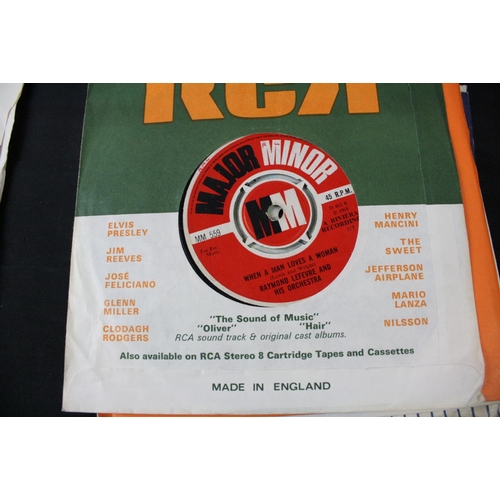 RCA
MAJOR MINOR
MM 559
45 R.P.M.
MM
A RIVIERA
RECORDING
WHEN A MAN LOVES A WOMAN
RAYMOND LEFEVRE AND
HIS ORCHESTRA
ELVIS
PRESLEY
JIM
REEVES
JOSÉ
FELICIANO
GLENN
MILLER
CLODAGH
RODGERS
HENRY
MANCINI
THE
SWEET
JEFFERSON
AIRPLANE
MARIO
LANZA
NILSSON
"The Sound of Music"
"Oliver" "Hair"
RCA sound track & original cast albums.
Also available on RCA Stereo 8 Cartridge Tapes and Cassettes
MADE IN ENGLAND